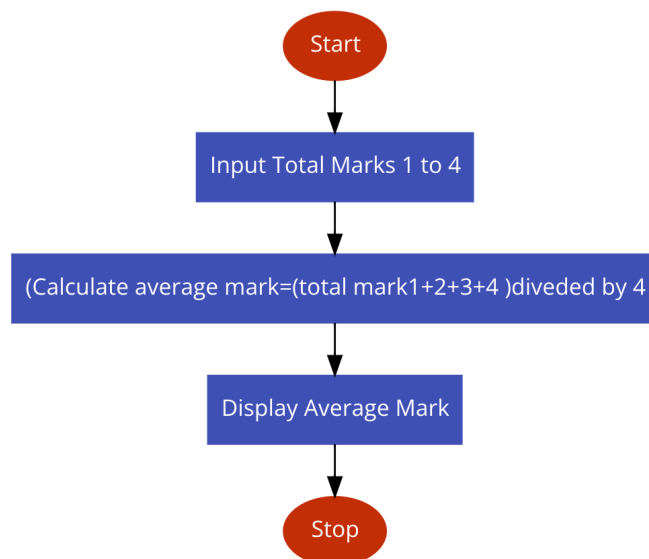 Start
Input Total Marks 1 to 4
(Calculate average mark=(total mark1+2+3+4 )diveded by 4
Display Average Mark
Stop